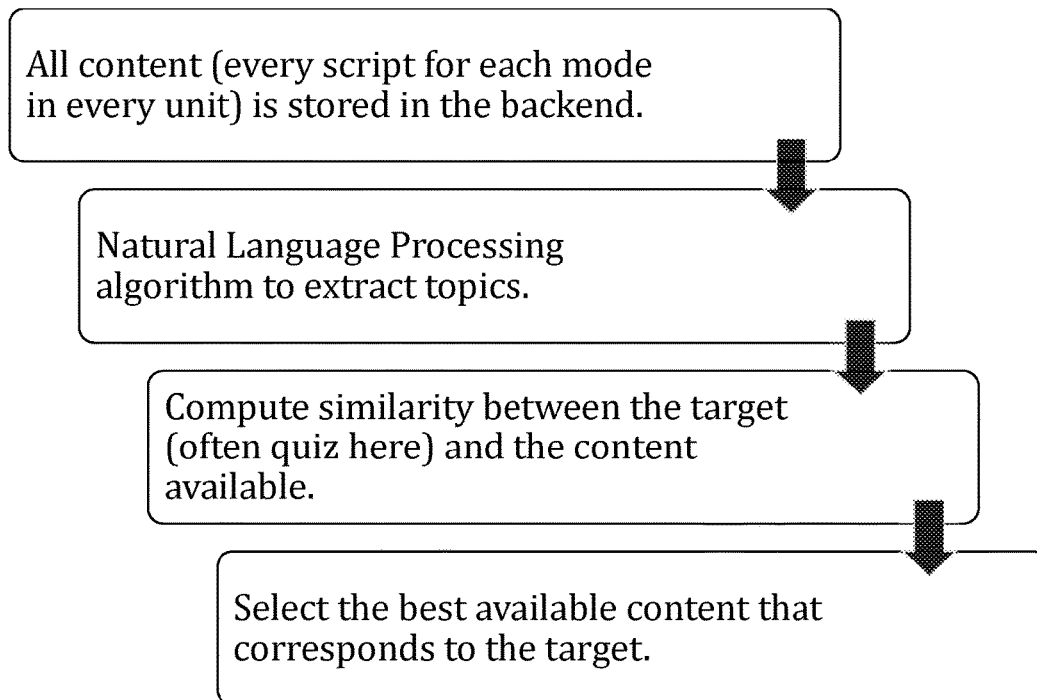 All content (every script for each mode
in every unit) is stored in the backend.
Natural Language Processing
algorithm to extract topics.
Compute similarity between the target
(often quiz here) and the content
available.
Select the best available content that
corresponds to the target.